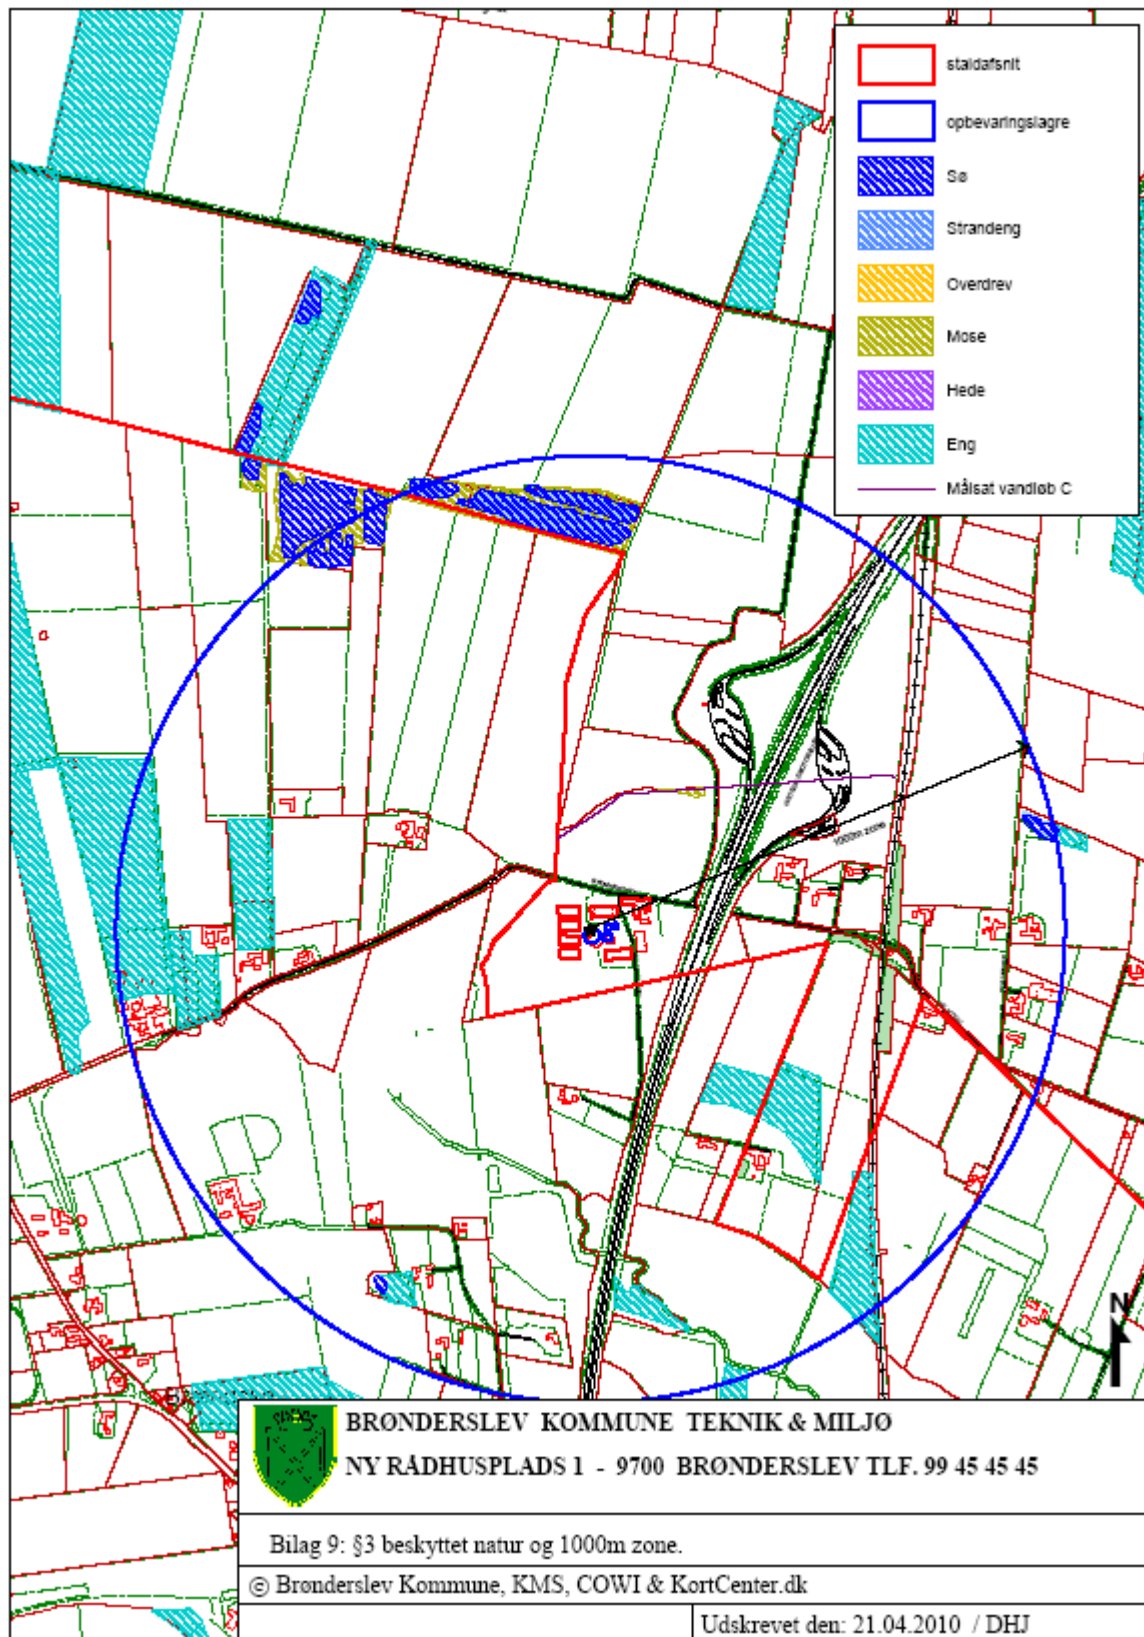 staldafsnit
opbevaringslagre
Sø
Strandeng
Overdrev
Mose
Hede
Eng
Målsat vandløb C
1000m zone
N
BRØNDERSLEV KOMMUNE TEKNIK & MILJØ
NY RÅDHUSPLADS 1 - 9700 BRØNDERSLEV TLF. 99 45 45 45
Bilag 9: §3 beskyttet natur og 1000m zone.
© Brønderslev Kommune, KMS, COWI & KortCenter.dk
Udskrevet den: 21.04.2010 / DHJ